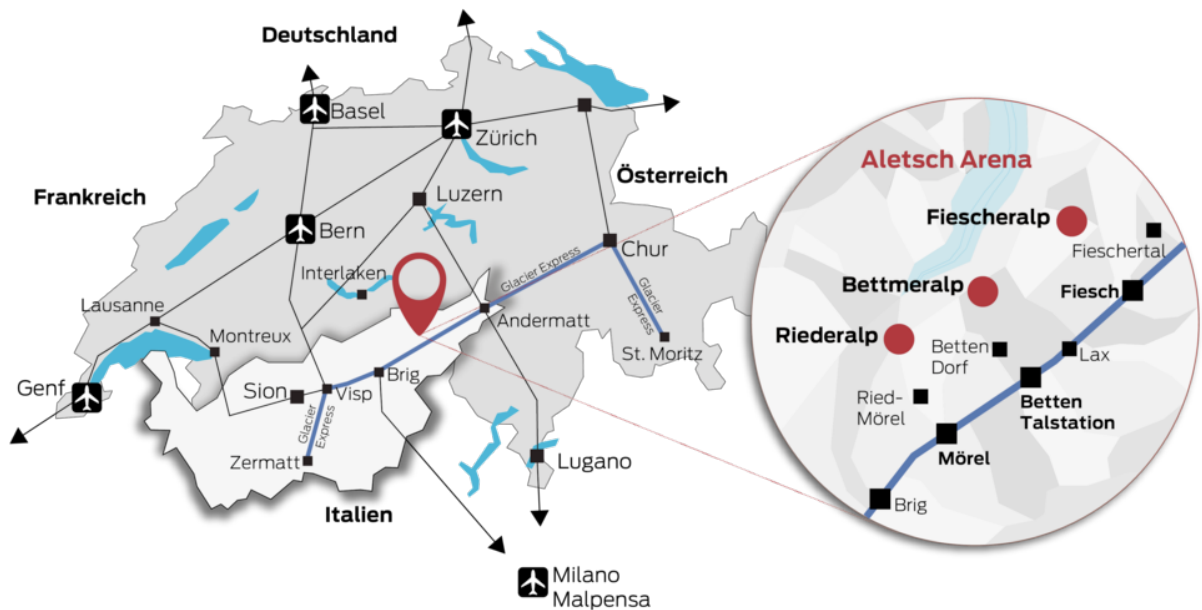 Deutschland
Basel
Zürich
Frankreich
Österreich
Luzern
Bern
Chur
Interlaken
Glacier Express
Glacier
Express
Lausanne
Montreux
Andermatt
St. Moritz
Genf
Sion
Visp
Brig
Glacier
Express
Zermatt
Lugano
Italien
Milano
Malpensa
Aletsch Arena
Fiescheralp
Fieschertal
Bettmeralp
Fiesch
Riederalp
Betten
Dorf
Lax
Ried-
Mörel
Betten
Talstation
Mörel
Brig